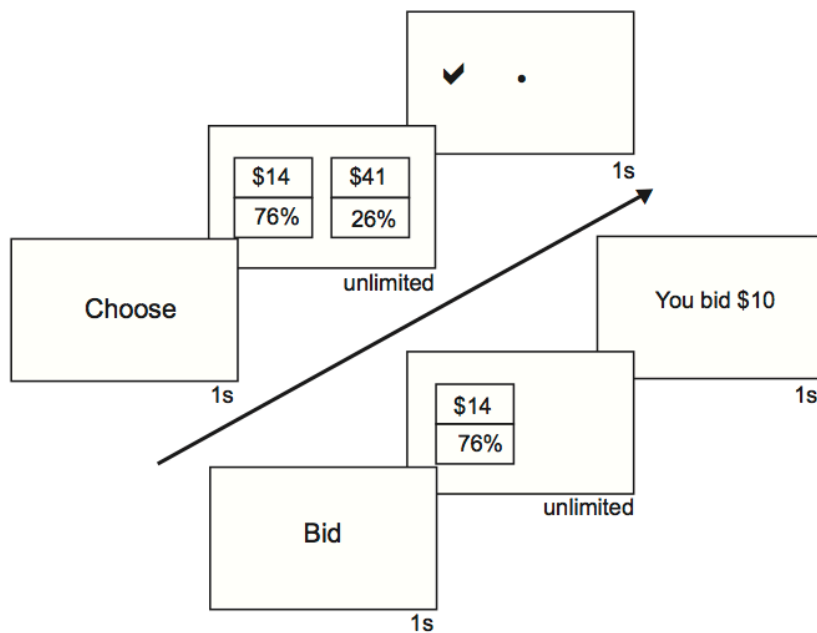 1s
$14 $41
76% 26%
unlimited
Choose
1s
You bid $10
1s
$14
76%
unlimited
Bid
1s